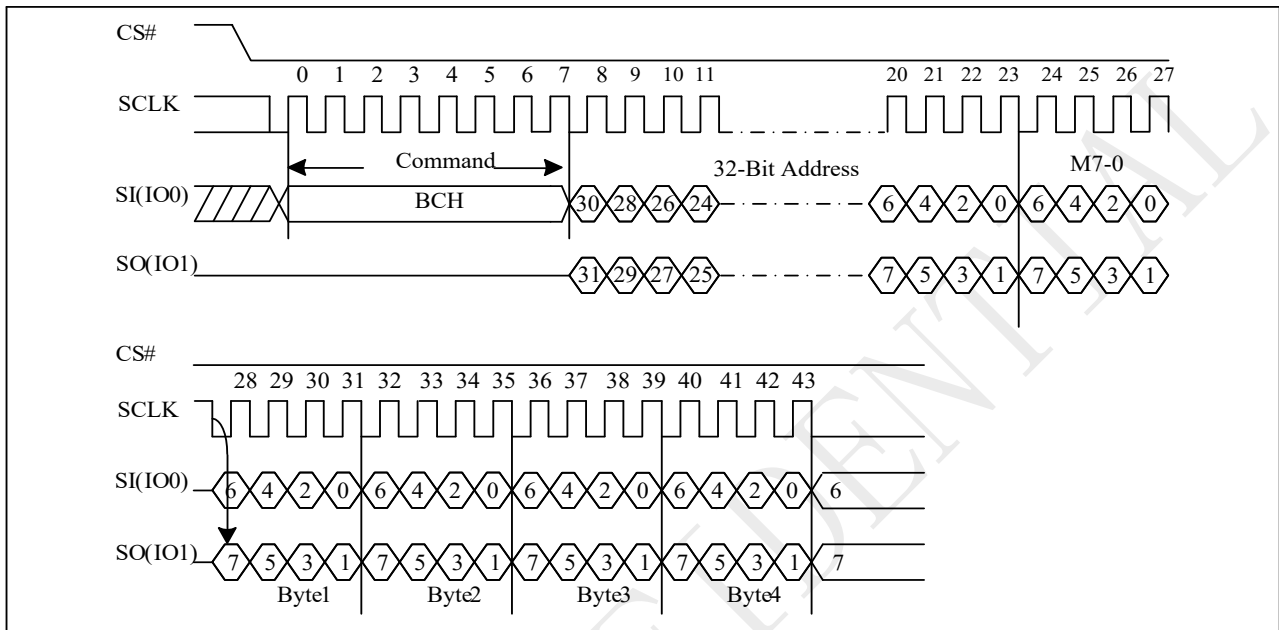 CS#
0 1 2 3 4 5 6 7 8 9 10 11 20 21 22 23 24 25 26 27
SCLK
Command
32-Bit Address
M7-0
SI(IO0)
BCH
30 28 26 24 6 4 2 0 6 4 2 0
SO(IO1)
31 29 27 25 7 5 3 1 7 5 3 1
CS#
28 29 30 31 32 33 34 35 36 37 38 39 40 41 42 43
SCLK
SI(IO0)
6 4 2 0 6 4 2 0 6 4 2 0 6 4 2 0 6
SO(IO1)
7 5 3 1 7 5 3 1 7 5 3 1 7 5 3 1 7
Byte1 Byte2 Byte3 Byte4
IDENTIAL